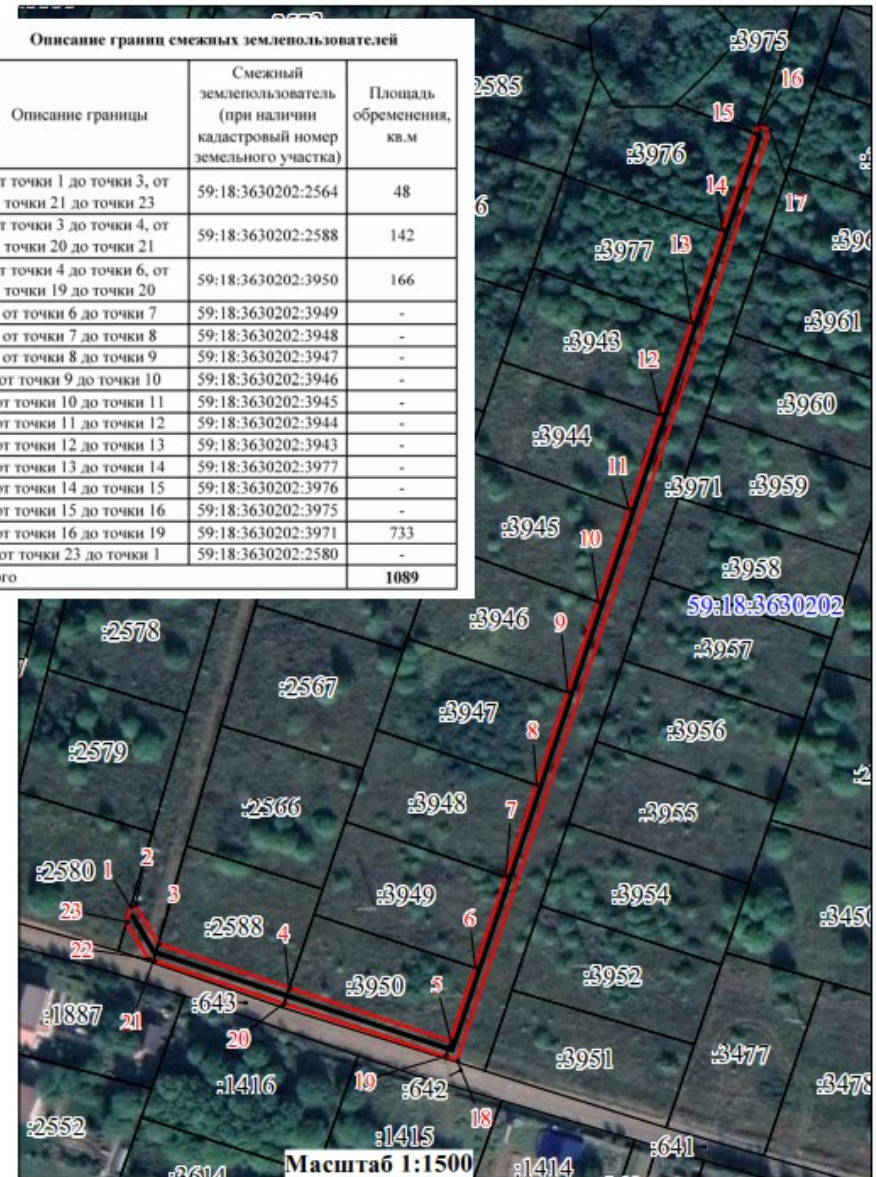 Описание границ смежных землепользователей
Описание границы
Смежный
землепользователь
(при наличии
кадастровый номер
земельного участка)
Площадь
обременения,
кв.м
т точки 1 до точки 3, от
точки 21 до точки 23
59:18:3630202:2564
48
т точки 3 до точки 4, от
точки 20 до точки 21
59:18:3630202:2588
142
т точки 4 до точки 6, от
точки 19 до точки 20
59:18:3630202:3950
166
от точки 6 до точки 7 59:18:3630202:3949 -
от точки 7 до точки 8 59:18:3630202:3948 -
от точки 8 до точки 9 59:18:3630202:3947 -
от точки 9 до точки 10 59:18:3630202:3946 -
от точки 10 до точки 11 59:18:3630202:3945 -
от точки 11 до точки 12 59:18:3630202:3944 -
от точки 12 до точки 13 59:18:3630202:3943 -
от точки 13 до точки 14 59:18:3630202:3977 -
от точки 14 до точки 15 59:18:3630202:3976 -
от точки 15 до точки 16 59:18:3630202:3975 -
от точки 16 до точки 19 59:18:3630202:3971 733
от точки 23 до точки 1 59:18:3630202:2580 -
го 1089
:3975
16
2585
15
:3976
6
14
17
:3977
13
:396
:3961
:3943
12
:3960
:3944
11
:3971
:3959
:3945
10
:3958
59:18:3630202
:3946
9
:2578
:3957
:2567
:3947
8
:3956
:2579
:2566
:3948
7
:3955
:2580
1
2
:3949
:3954
23
3
:2588
4
6
:3450
22
:3950
5
:3952
:1887
21
:643
20
:3951
:3477
:1416
19
:642
:3478
:2552
18
:1415
:641
:3614
Масштаб 1:1500
:1414